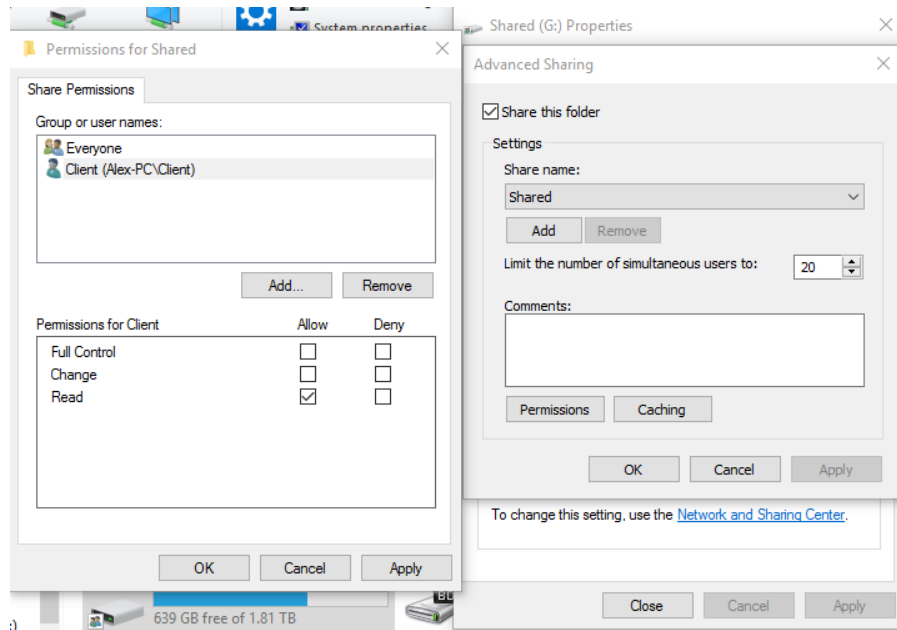 System properties
Permissions for Shared
Share Permissions
Group or user names:
Everyone
Client (Alex-PC\Client)
Add...
Remove
Permissions for Client
Allow
Deny
Full Control
Change
Read
OK
Cancel
Apply
639 GB free of 1.81 TB
Shared (G:) Properties
Advanced Sharing
Share this folder
Settings
Share name:
Shared
Add
Remove
Limit the number of simultaneous users to:
20
Comments:
Permissions
Caching
OK
Cancel
Apply
To change this setting, use the Network and Sharing Center.
Close
Cancel
Apply